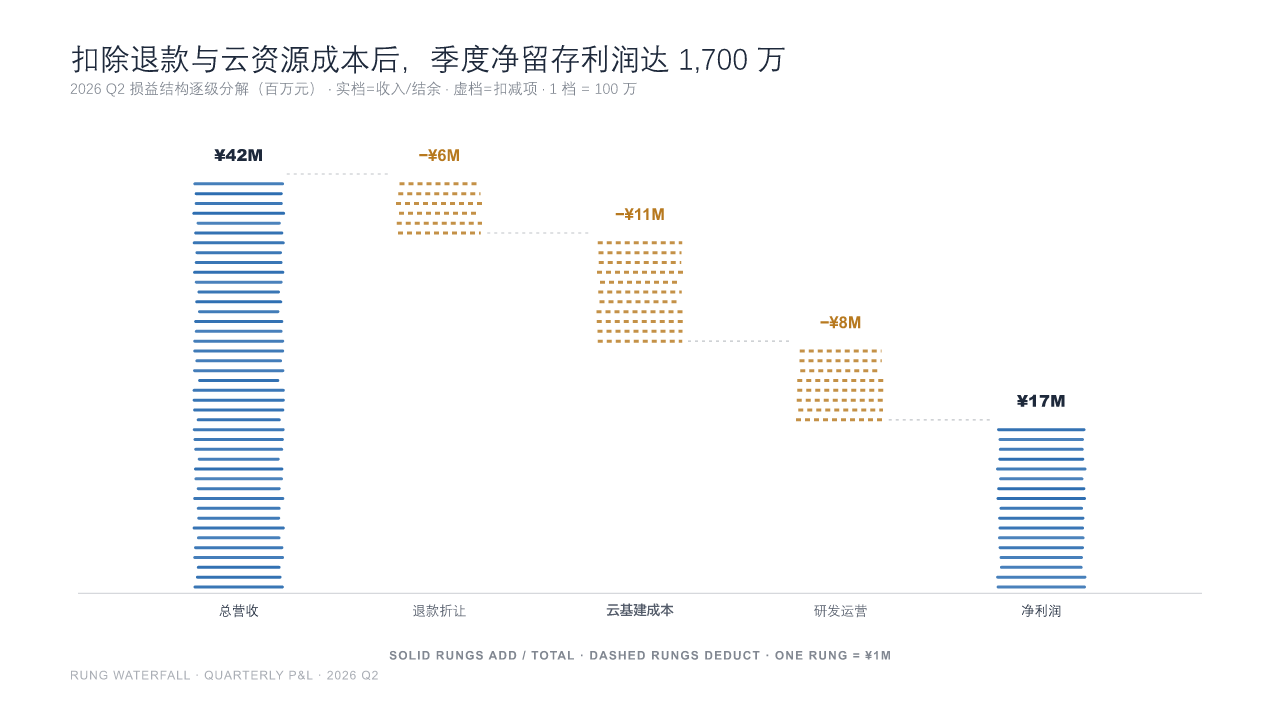 扣除退款与云资源成本后，季度净留存利润达 1,700 万
2026 Q2 损益结构逐级分解（百万元） · 实档=收入/结余 · 虚档=扣减项 · 1 档 = 100 万
¥42M
−¥6M
−¥11M
−¥8M
¥17M
总营收
退款折让
云基建成本
研发运营
净利润
SOLID RUNGS ADD / TOTAL · DASHED RUNGS DEDUCT · ONE RUNG = ¥1M
RUNG WATERFALL · QUARTERLY P&L · 2026 Q2